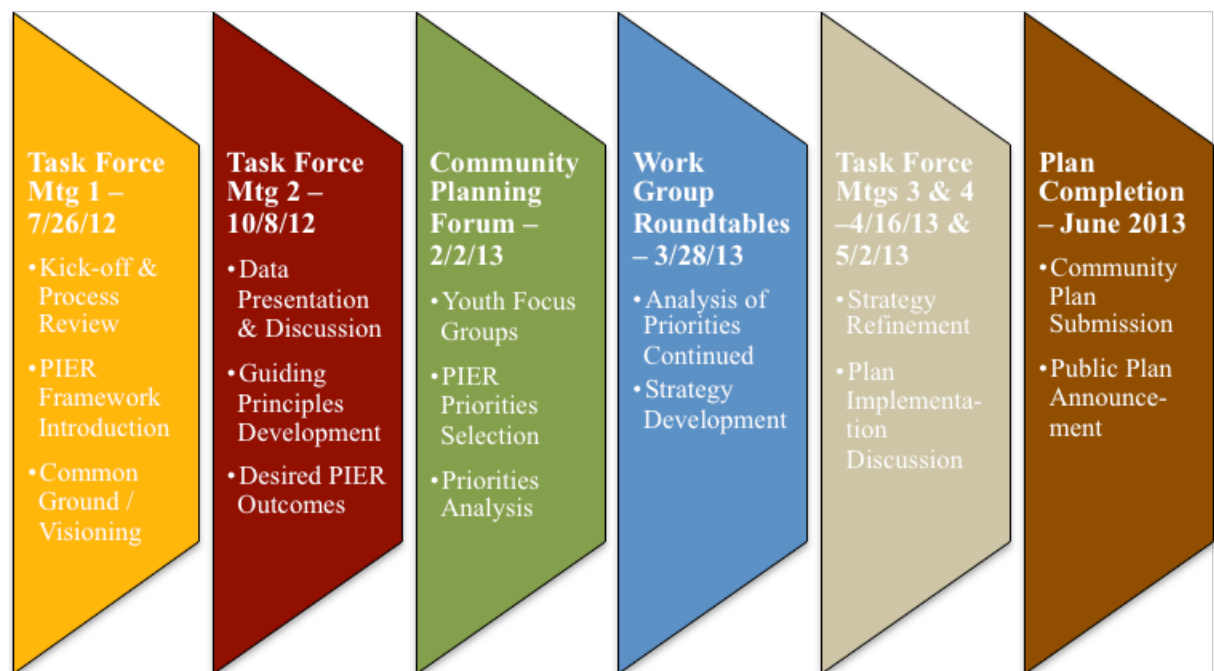 Task Force
Mtg 1 –
7/26/12
•Kick-off &
Process
Review
•PIER
Framework
Introduction
•Common
Ground /
Visioning
Task Force
Mtg 2 –
10/8/12
•Data
Presentation
& Discussion
•Guiding
Principles
Development
•Desired PIER
Outcomes
Community
Planning
Forum –
2/2/13
•Youth Focus
Groups
•PIER
Priorities
Selection
•Priorities
Analysis
Work
Group
Roundtables
– 3/28/13
•Analysis of
Priorities
Continued
•Strategy
Development
Task Force
Mtgs 3 & 4
–4/16/13 &
5/2/13
•Strategy
Refinement
•Plan
Implementa-
tion
Discussion
Plan
Completion
– June 2013
•Community
Plan
Submission
•Public Plan
Announce-
ment